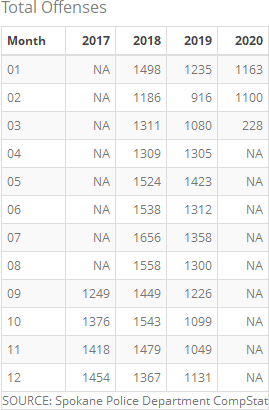 Total Offenses
Month 2017 2018 2019 2020
01 NA 1498 1235 1163
02 NA 1186 916 1100
03 NA 1311 1080 228
04 NA 1309 1305 NA
05 NA 1524 1423 NA
06 NA 1538 1312 NA
07 NA 1656 1358 NA
08 NA 1558 1300 NA
09 1249 1449 1226 NA
10 1376 1543 1099 NA
11 1418 1479 1049 NA
12 1454 1367 1131 NA
SOURCE: Spokane Police Department CompStat